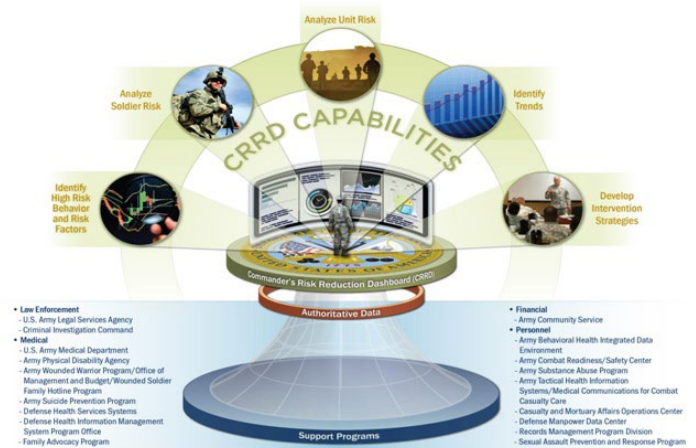 Analyze Unit Risk
Analyze
Soldier Risk
Identify
Trends
CRRD CAPABILITIES
Identify
High Risk
Behavior
and Risk
Factors
Develop
Intervention
Strategies
UNITED STATES OF AMERICA
Commander's Risk Reduction Dashboard (CRRD)
Authoritative Data
• Law Enforcement
- U.S. Army Legal Services Agency
- Criminal Investigation Command
• Medical
- U.S. Army Medical Department
- Army Physical Disability Agency
- Army Wounded Warrior Program/Office of
Management and Budget/Wounded Soldier
Family Hotline Program
- Army Suicide Prevention Program
- Defense Health Services Systems
- Defense Health Information Management
System Program Office
- Family Advocacy Program
Support Programs
• Financial
- Army Community Service
• Personnel
- Army Behavioral Health Integrated Data
Environment
- Army Combat Readiness/Safety Center
- Army Substance Abuse Program
- Army Tactical Health Information
Systems/Medical Communications for Combat
Casualty Care
- Casualty and Mortuary Affairs Operations Center
- Defense Manpower Data Center
- Records Management Program Division
- Sexual Assault Prevention and Response Program